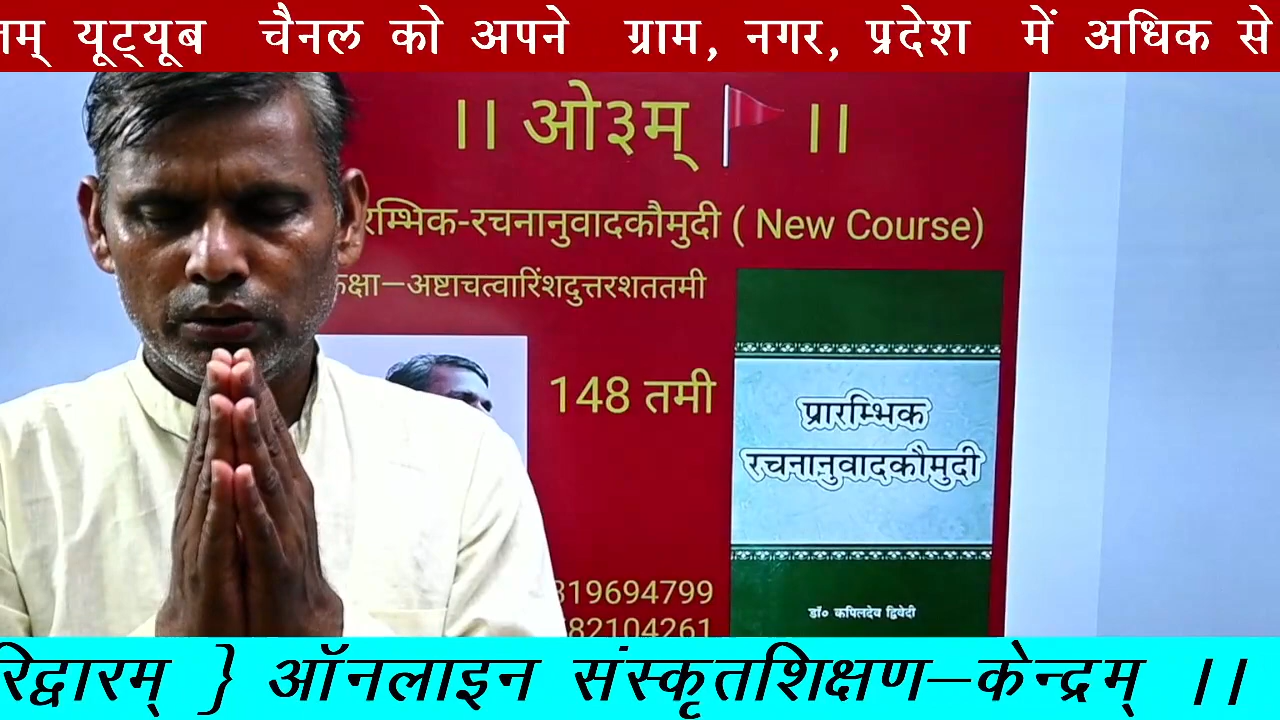 यूट्यूब चैनल को अपने ग्राम, नगर, प्रदेश में अधिक से
।। ओ३म् ।।
रम्भिक-रचनानुवादकौमुदी ( New Course)
कक्षा—अष्टाचत्वारिंशदुत्तरशततमी
148 तमी
प्रारम्भिक
रचनानुवादकौमुदी
319694799
82104261
डॉ० कपिलदेव द्विवेदी
रिद्वारम् } ऑनलाइन संस्कृतशिक्षण—केन्द्रम् ।।